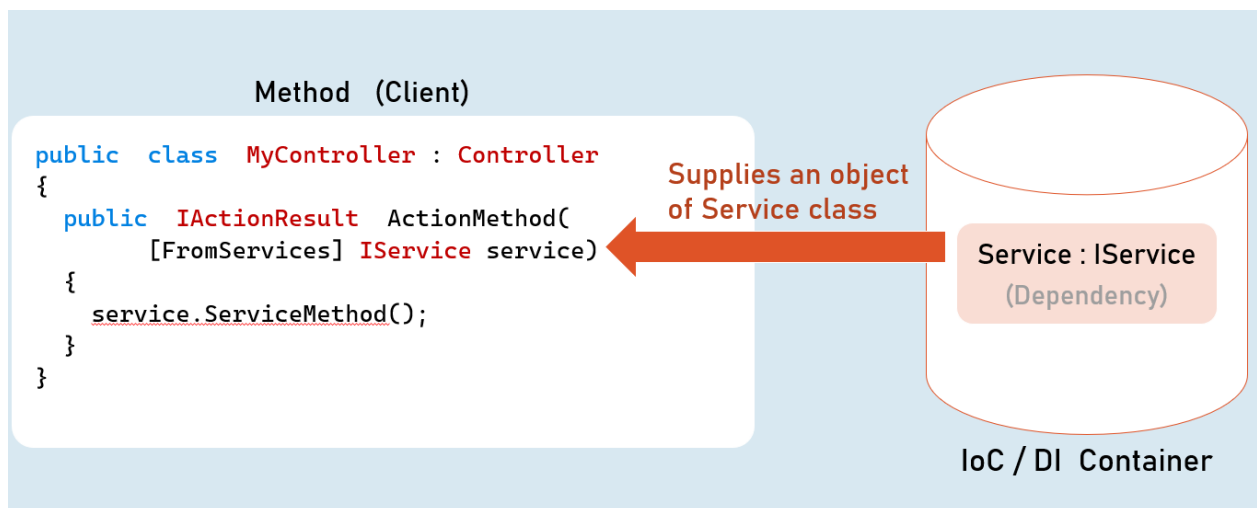 Method (Client)
public class MyController : Controller
{
public IActionResult ActionMethod(
[FromServices] IService service)
{
service.ServiceMethod();
}
}
Supplies an object
of Service class
Service : IService
(Dependency)
IoC / DI Container